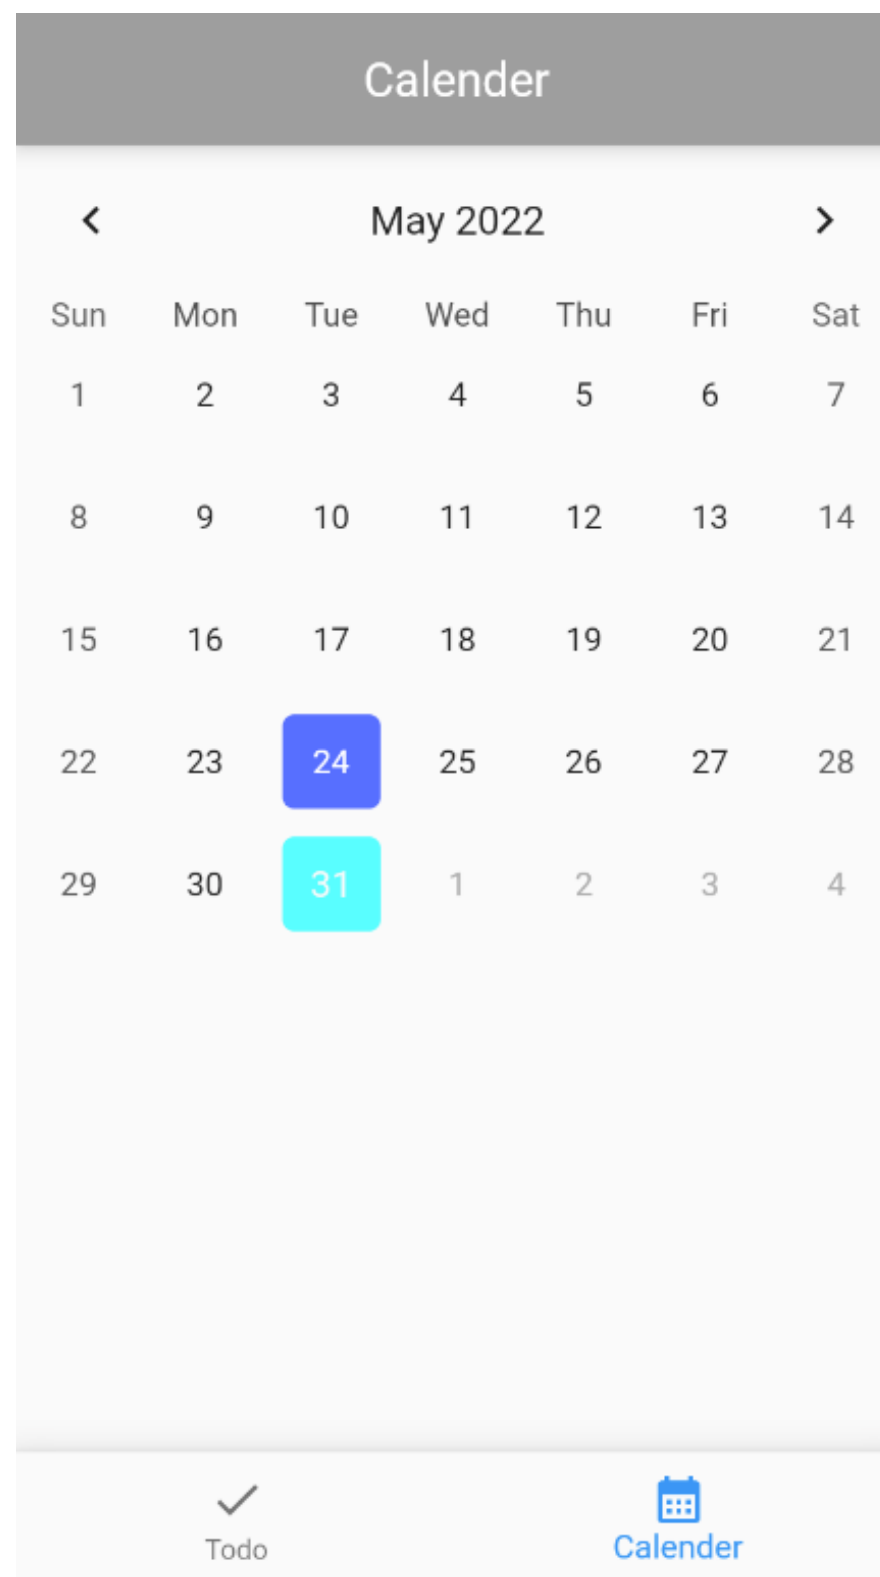 Calender
May 2022
Sun Mon Tue Wed Thu Fri Sat
1 2 3 4 5 6 7
8 9 10 11 12 13 14
15 16 17 18 19 20 21
22 23 24 25 26 27 28
29 30 31 1 2 3 4
Todo Calender